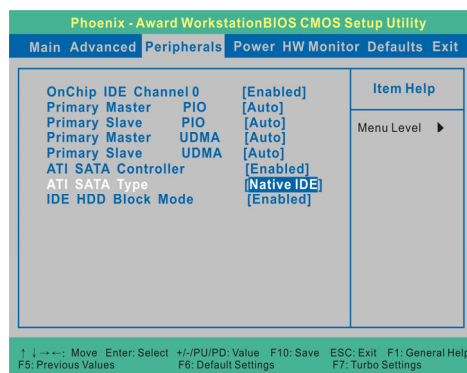 Phoenix - Award WorkstationBIOS CMOS Setup Utility
Main Advanced Peripherals Power HW Monitor Defaults Exit
Item Help
OnChip IDE Channel 0 [Enabled]
Primary Master PIO [Auto]
Primary Slave PIO [Auto]
Primary Master UDMA [Auto]
Primary Slave UDMA [Auto]
ATI SATA Controller [Enabled]
ATI SATA Type [Native IDE]
IDE HDD Block Mode [Enabled]
Menu Level ▶
↑↓→←: Move Enter: Select +/-/PU/PD: Value F10: Save ESC: Exit F1: General Help
F5: Previous Values F6: Default Settings F7: Turbo Settings